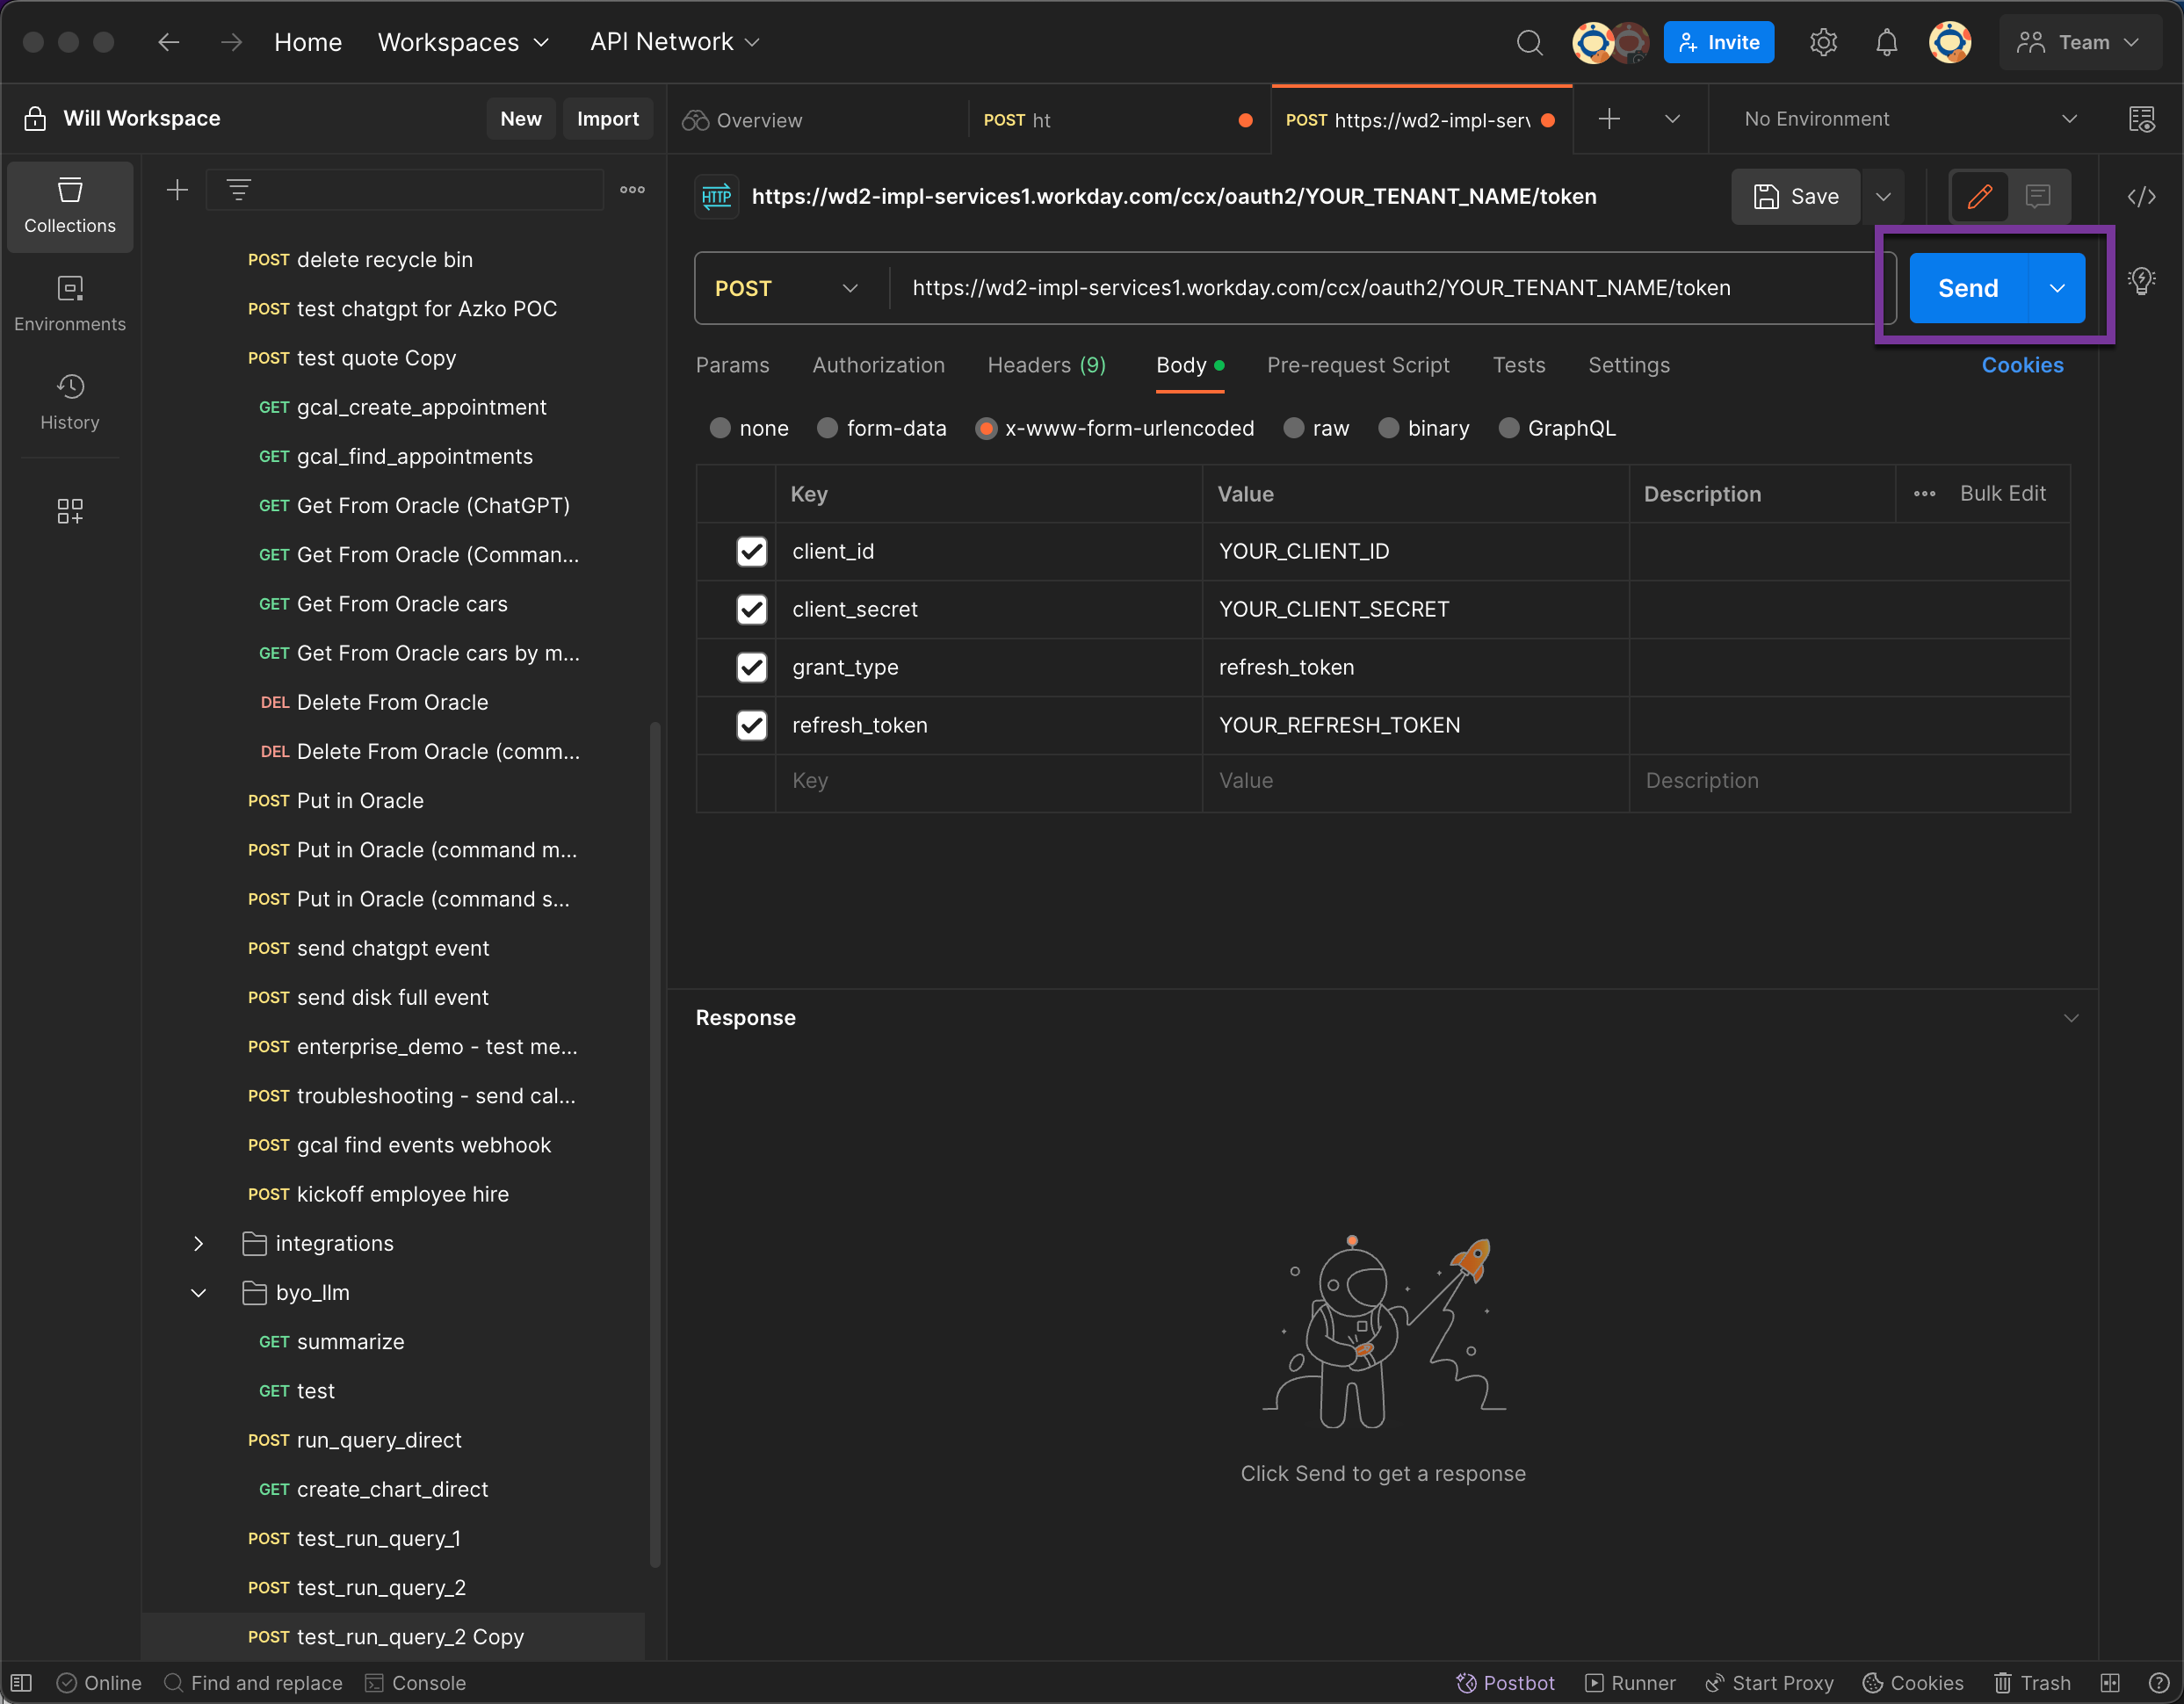 Home Workspaces API Network Invite Team
Will Workspace New Import Overview POST ht POST https://wd2-impl-serv No Environment
Collections
Environments
History
POST delete recycle bin
POST test chatgpt for Azko POC
POST test quote Copy
GET gcal_create_appointment
GET gcal_find_appointments
GET Get From Oracle (ChatGPT)
GET Get From Oracle (Comman...
GET Get From Oracle cars
GET Get From Oracle cars by m...
DEL Delete From Oracle
DEL Delete From Oracle (comm...
POST Put in Oracle
POST Put in Oracle (command m...
POST Put in Oracle (command s...
POST send chatgpt event
POST send disk full event
POST enterprise_demo - test me...
POST troubleshooting - send cal...
POST gcal find events webhook
POST kickoff employee hire
integrations
byo_llm
GET summarize
GET test
POST run_query_direct
GET create_chart_direct
POST test_run_query_1
POST test_run_query_2
POST test_run_query_2 Copy
HTTP https://wd2-impl-services1.workday.com/ccx/oauth2/YOUR_TENANT_NAME/token Save
POST https://wd2-impl-services1.workday.com/ccx/oauth2/YOUR_TENANT_NAME/token Send
Params Authorization Headers (9) Body Pre-request Script Tests Settings Cookies
none form-data x-www-form-urlencoded raw binary GraphQL
Key Value Description Bulk Edit
client_id YOUR_CLIENT_ID
client_secret YOUR_CLIENT_SECRET
grant_type refresh_token
refresh_token YOUR_REFRESH_TOKEN
Key Value Description
Response
Click Send to get a response
Online Find and replace Console Postbot Runner Start Proxy Cookies Trash